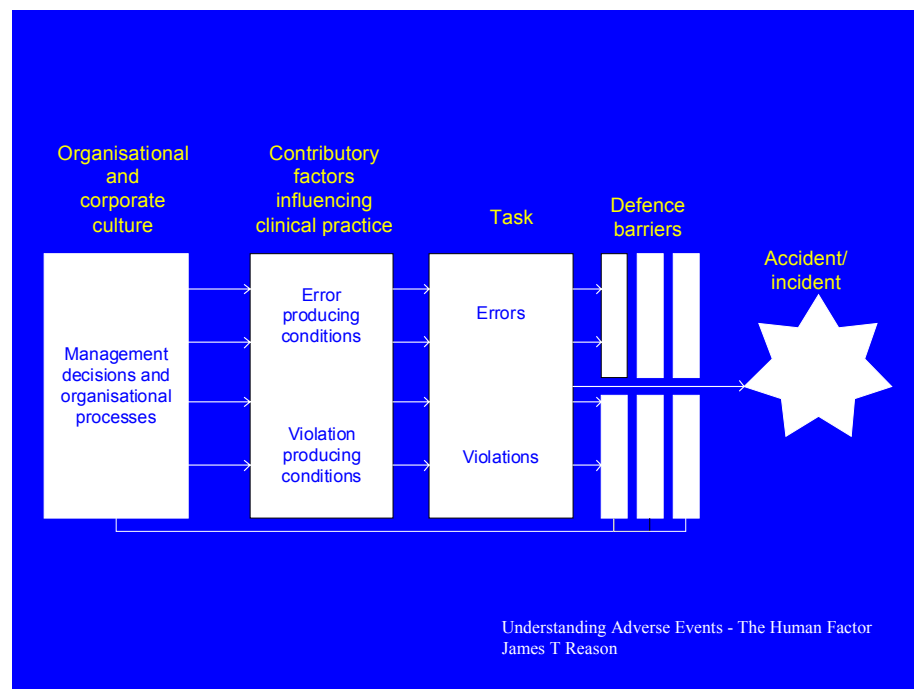 Organisational
and
corporate
culture
Contributory
factors
influencing
clinical practice
Task
Defence
barriers
Accident/
incident
Management
decisions and
organisational
processes
Error
producing
conditions
Violation
producing
conditions
Errors
Violations
Understanding Adverse Events - The Human Factor
James T Reason